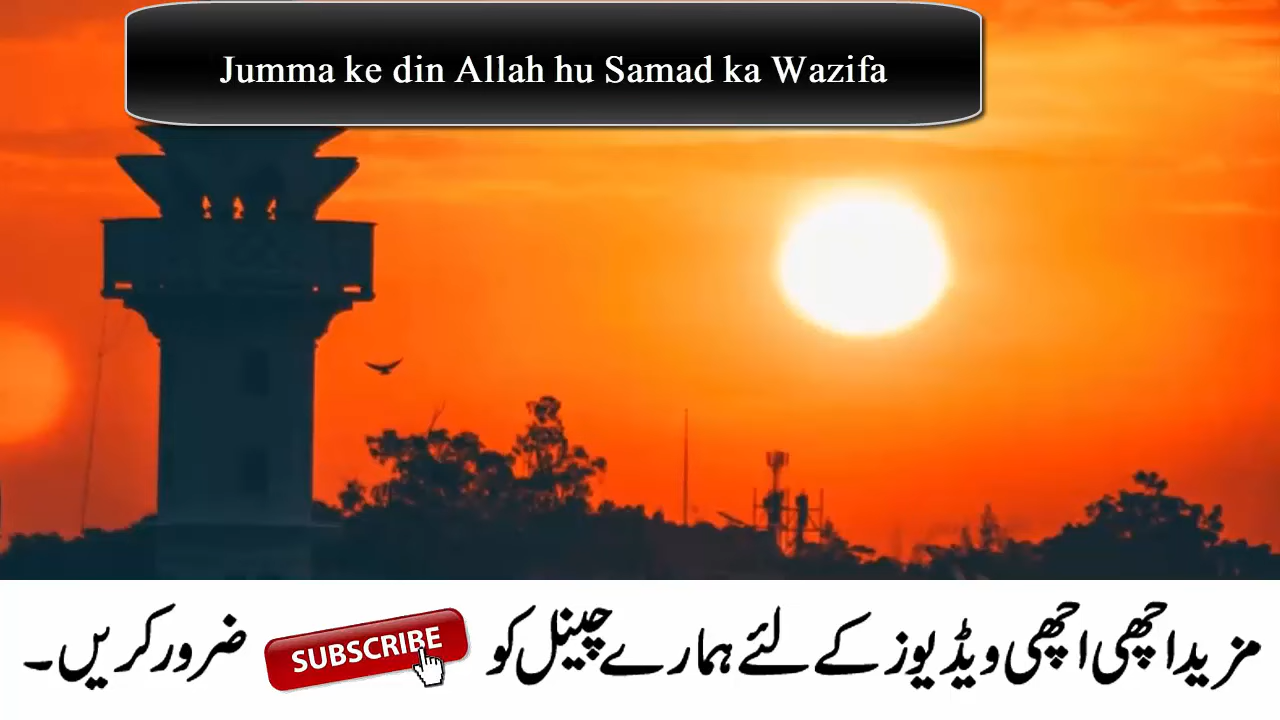 Jumma ke din Allah hu Samad ka Wazifa
مزید اچھی اچھی ویڈیوز کے لئے ہمارے چینل کو SUBSCRIBE ضرور کریں۔